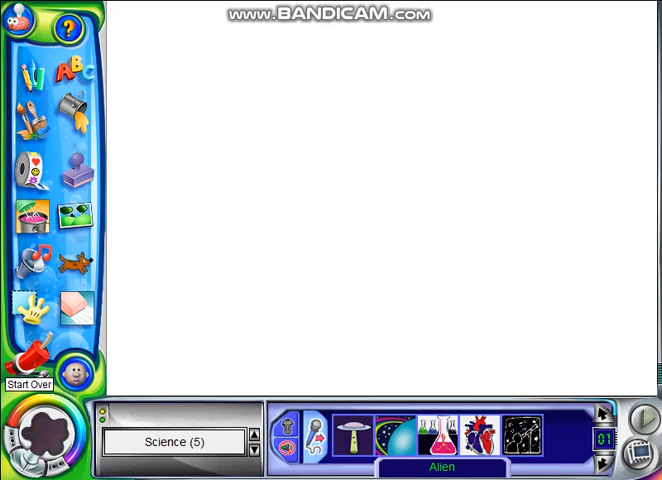 www.BANDICAM.com
?
ABC
Start Over
Science (5)
01
Alien